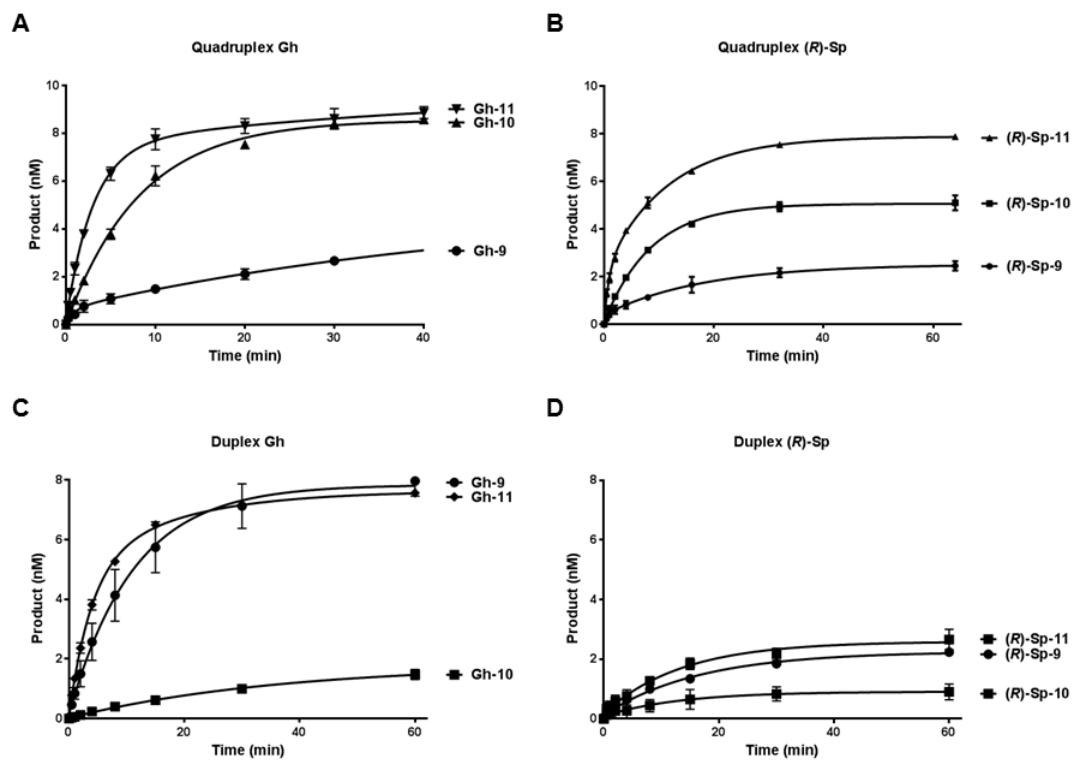 A
Quadruplex Gh
Product (nM)
10
8
6
4
2
0
0 10 20 30 40
Time (min)
Gh-11
Gh-10
Gh-9
B
Quadruplex (R)-Sp
Product (nM)
10
8
6
4
2
0
0 20 40 60
Time (min)
(R)-Sp-11
(R)-Sp-10
(R)-Sp-9
C
Duplex Gh
Product (nM)
8
6
4
2
0
0 20 40 60
Time (min)
Gh-9
Gh-11
Gh-10
D
Duplex (R)-Sp
Product (nM)
8
6
4
2
0
0 20 40 60
Time (min)
(R)-Sp-11
(R)-Sp-9
(R)-Sp-10